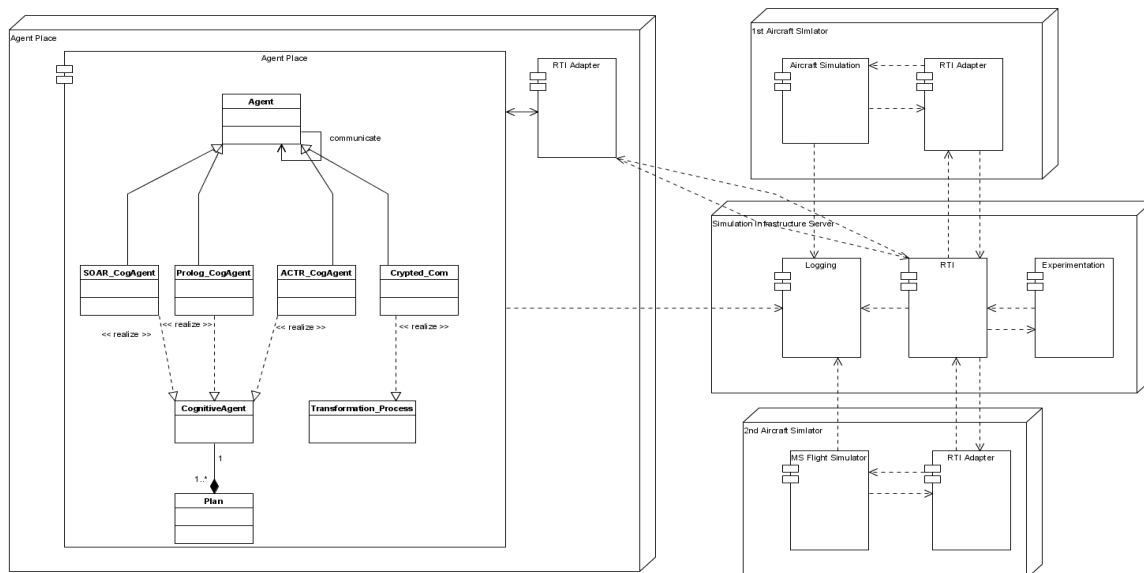 Agent Place
Agent Place
Agent
communicate
SOAR_CogAgent
Prolog_CogAgent
ACTR_CogAgent
Crypted_Com
<< realize >>
<< realize >>
<< realize >>
<< realize >>
CognitiveAgent
Transformation_Process
1
1..*
Plan
RTI Adapter
1st Aircraft SImlator
Aircraft Simulation
RTI Adapter
Simulation Infrastructure Server
Logging
RTI
Experimentation
2nd Aircraft Simlator
MS Flight Simulator
RTI Adapter